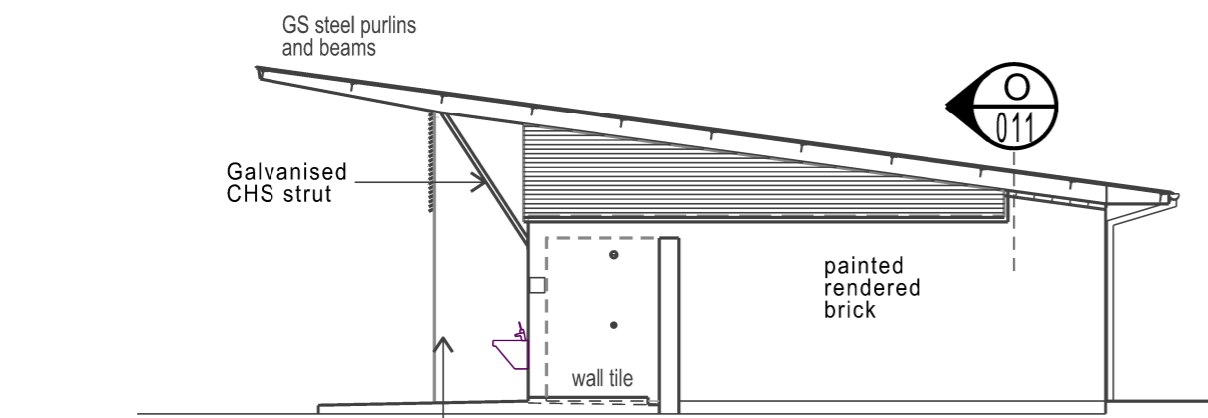 GS steel purlins
and beams
O
011
Galvanised
CHS strut
painted
rendered
brick
wall tile